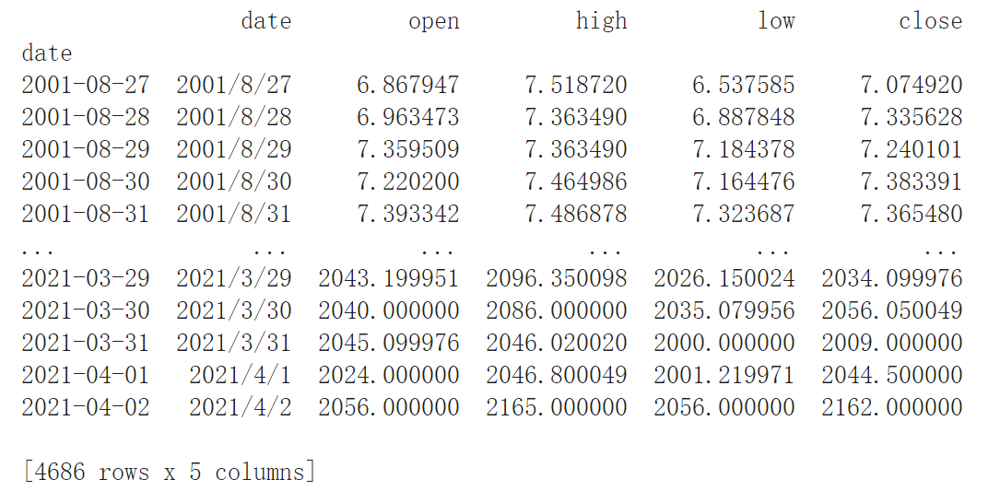 date open high low close
date
2001-08-27 2001/8/27 6.867947 7.518720 6.537585 7.074920
2001-08-28 2001/8/28 6.963473 7.363490 6.887848 7.335628
2001-08-29 2001/8/29 7.359509 7.363490 7.184378 7.240101
2001-08-30 2001/8/30 7.220200 7.464986 7.164476 7.383391
2001-08-31 2001/8/31 7.393342 7.486878 7.323687 7.365480
... ... ... ... ... ...
2021-03-29 2021/3/29 2043.199951 2096.350098 2026.150024 2034.099976
2021-03-30 2021/3/30 2040.000000 2086.000000 2035.079956 2056.050049
2021-03-31 2021/3/31 2045.099976 2046.020020 2000.000000 2009.000000
2021-04-01 2021/4/1 2024.000000 2046.800049 2001.219971 2044.500000
2021-04-02 2021/4/2 2056.000000 2165.000000 2056.000000 2162.000000
[4686 rows x 5 columns]